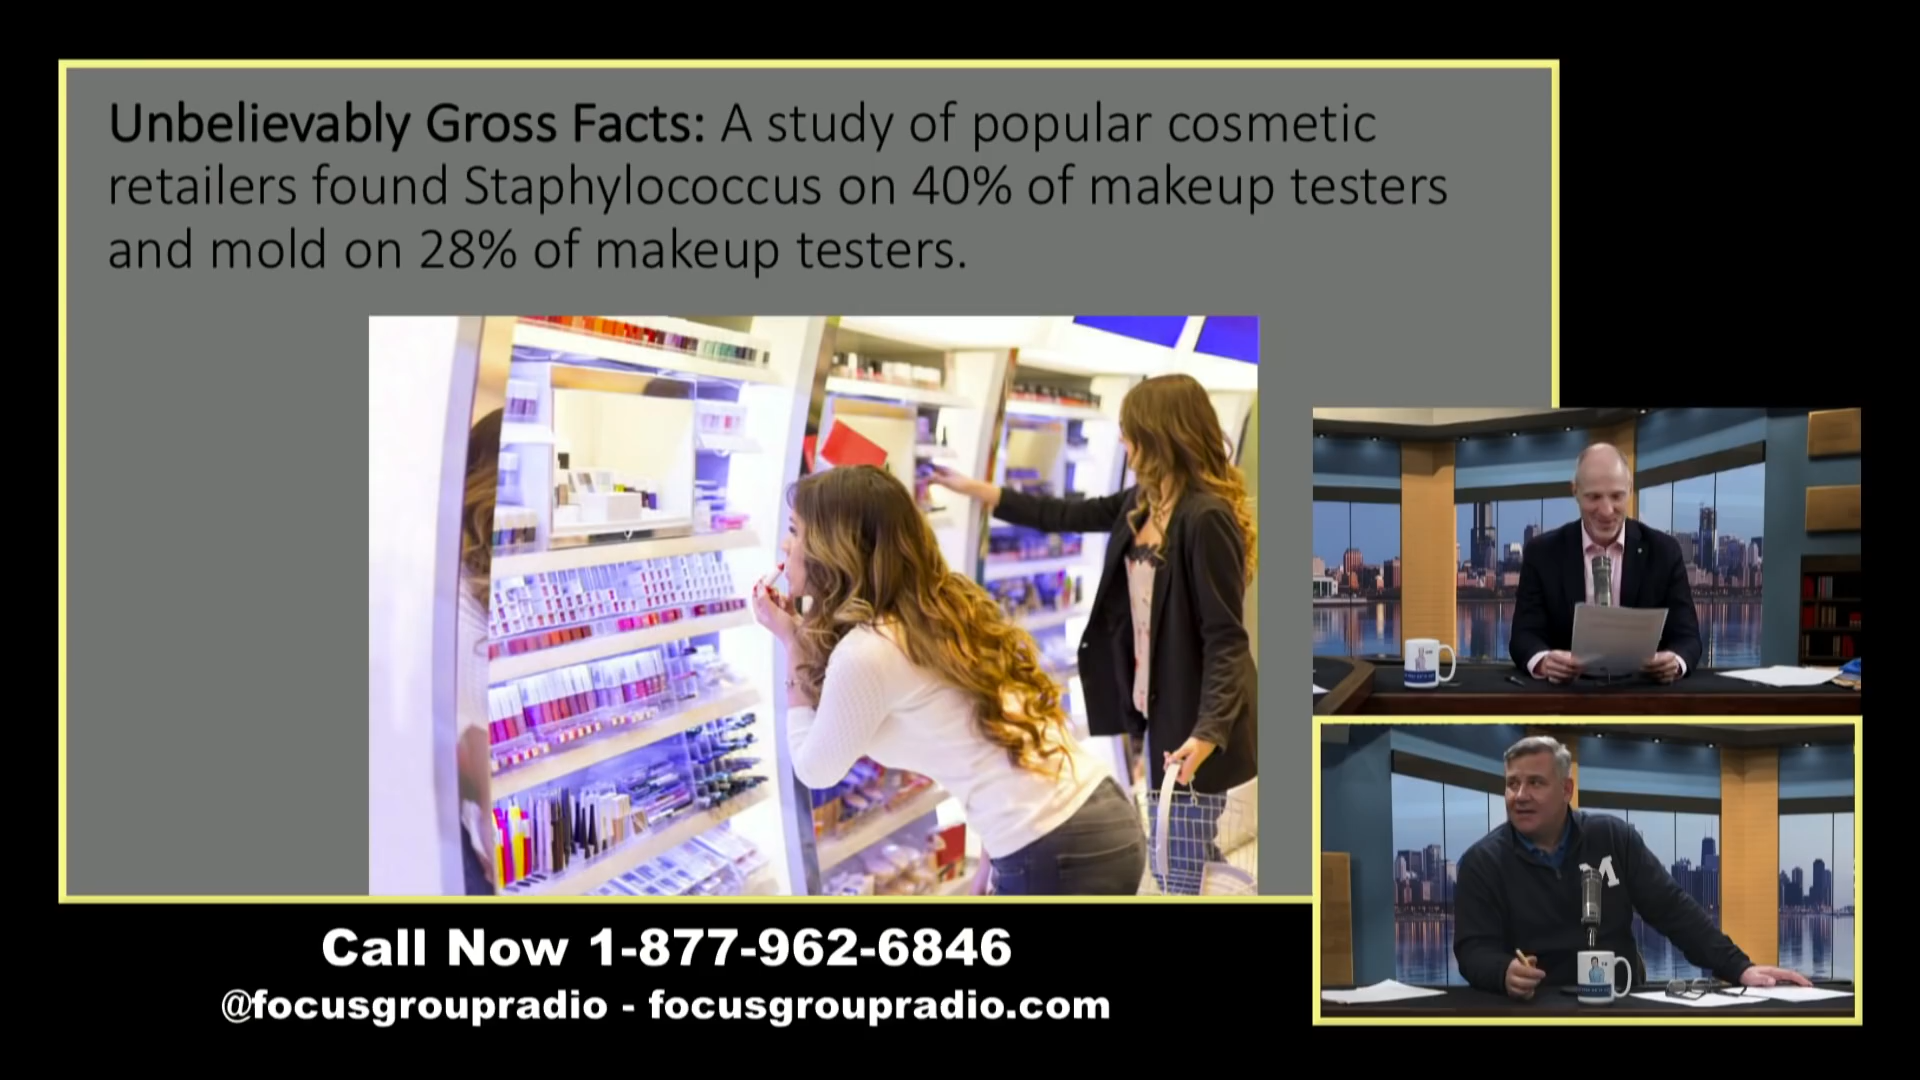 Unbelievably Gross Facts: A study of popular cosmetic
retailers found Staphylococcus on 40% of makeup testers
and mold on 28% of makeup testers.
M
Call Now 1-877-962-6846
@focusgroupradio - focusgroupradio.com